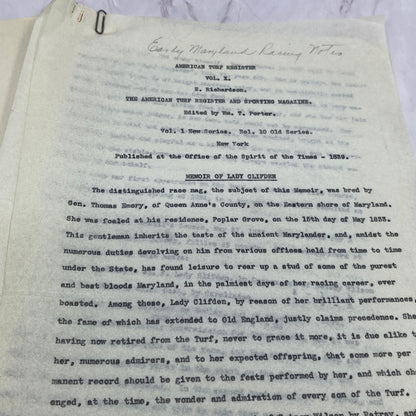 Early Maryland Racing Notes
AMERICAN TURF REGISTER
VOL. X.
E. Richardson.
THE AMERICAN TURF REGISTER AND SPORTING MAGAZINE.
Edited by Wm. T. Porter.
Vol. 1 New Series. Nel. 10 Old Series.
New York
Published at the Office of the Spirit of the Times - 1839.
MEMOIR OF LADY CLIFDEN
The distinguished race mag, the subject of this Memoir, was bred by
Gen. Thomas Emory, of Queen Anne's County, on the Eastern shore of Maryland.
She was foaled at his residence, Poplar Grove, on the 15th day of May 1833.
This gentleman inherits the taste of the ancient Marylander, and, amidst the
numerous duties devolving on him from various offices held from time to time
under the State, has found leisure to rear up a stud of some of the purest
and best bloods Maryland, in the palmiest days of her racing career, ever
boasted. Among those, Lady Clifden, by reason of her brilliant performances,
the fame of which has extended to Old England, justly claims precedence. She
having now retired from the Turf, never to grace it more, it is due alike t
her, numerous admirers, and to her expected offspring, that some more per
manent record should be given to the feats performed by her, and which cha
enged, at the time, the wonder and admiration of every son of the Turf.
Wilson by Ratray, and